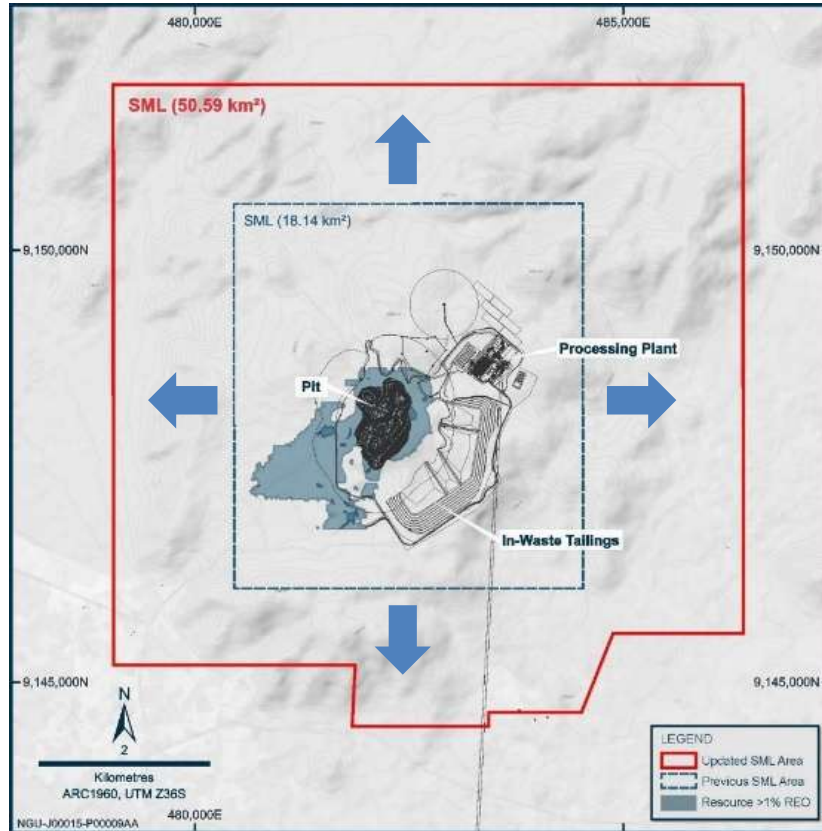 480,000E
485,000E
SML (50.59 km²)
SML (18.14 km²)
9,150,000N
9,150,000N
Processing Plant
Pit
In-Waste Tailings
9,145,000N
9,145,000N
N
2
Kilometres
ARC1960, UTM Z36S
LEGEND
Updated SML Area
Previous SML Area
Resource >1% REO
480,000E
NGU-J00015-P00009AA